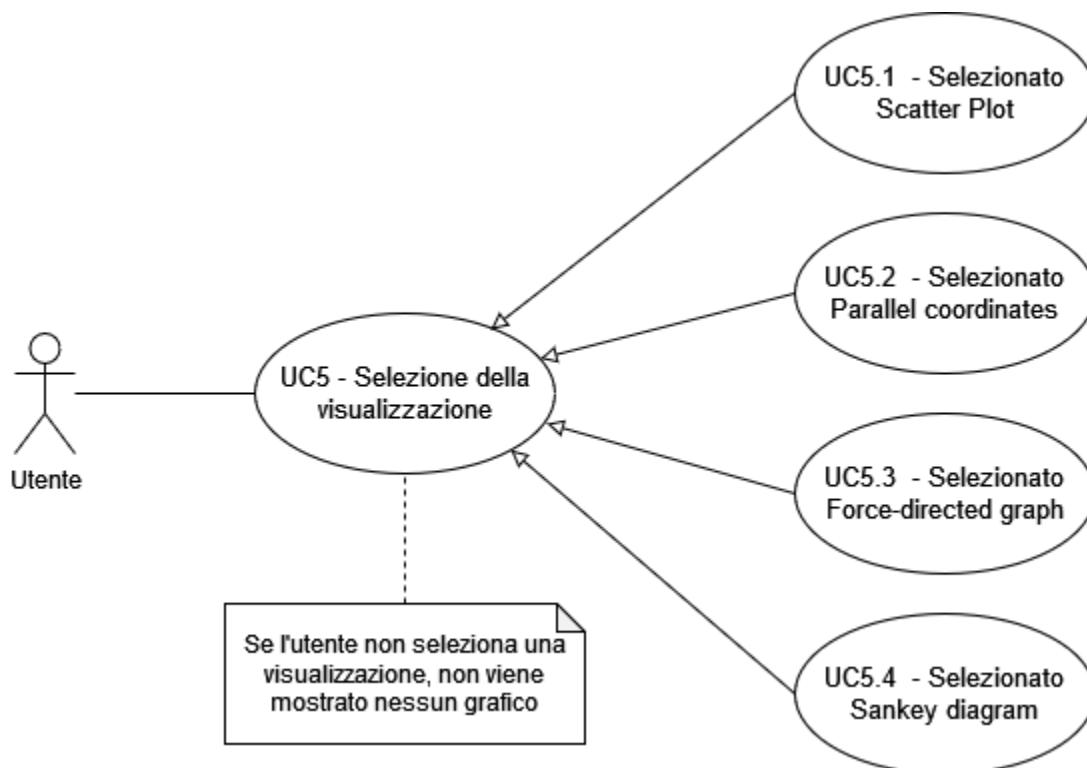 UC5.1 - Selezionato
Scatter Plot
UC5.2 - Selezionato
Parallel coordinates
UC5 - Selezione della
visualizzazione
Utente
UC5.3 - Selezionato
Force-directed graph
Se l'utente non seleziona una
visualizzazione, non viene
mostrato nessun grafico
UC5.4 - Selezionato
Sankey diagram